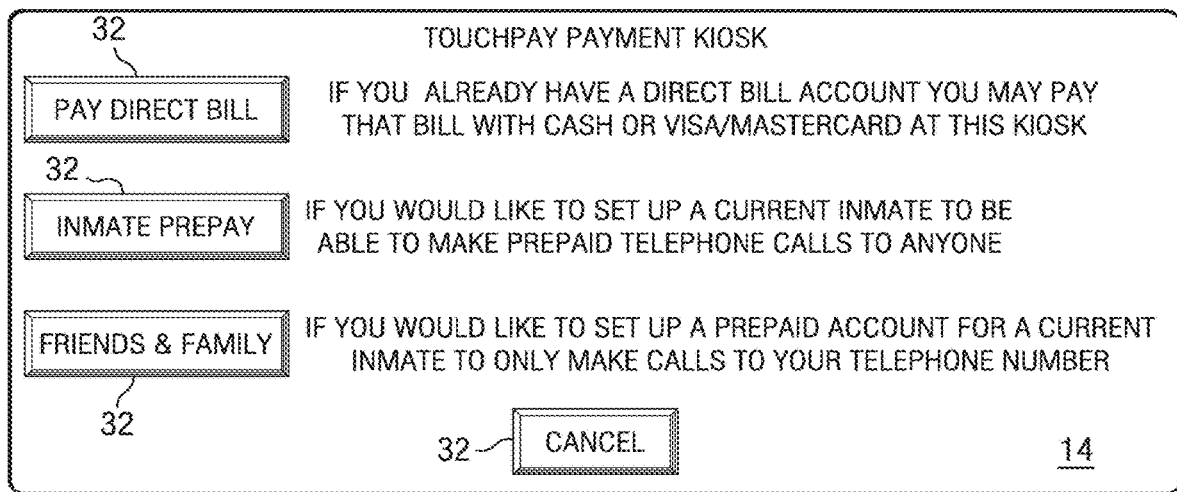 32
TOUCHPAY PAYMENT KIOSK
PAY DIRECT BILL
IF YOU ALREADY HAVE A DIRECT BILL ACCOUNT YOU MAY PAY
THAT BILL WITH CASH OR VISA/MASTERCARD AT THIS KIOSK
32
INMATE PREPAY
IF YOU WOULD LIKE TO SET UP A CURRENT INMATE TO BE
ABLE TO MAKE PREPAID TELEPHONE CALLS TO ANYONE
FRIENDS & FAMILY
IF YOU WOULD LIKE TO SET UP A PREPAID ACCOUNT FOR A CURRENT
INMATE TO ONLY MAKE CALLS TO YOUR TELEPHONE NUMBER
32
32
CANCEL
14